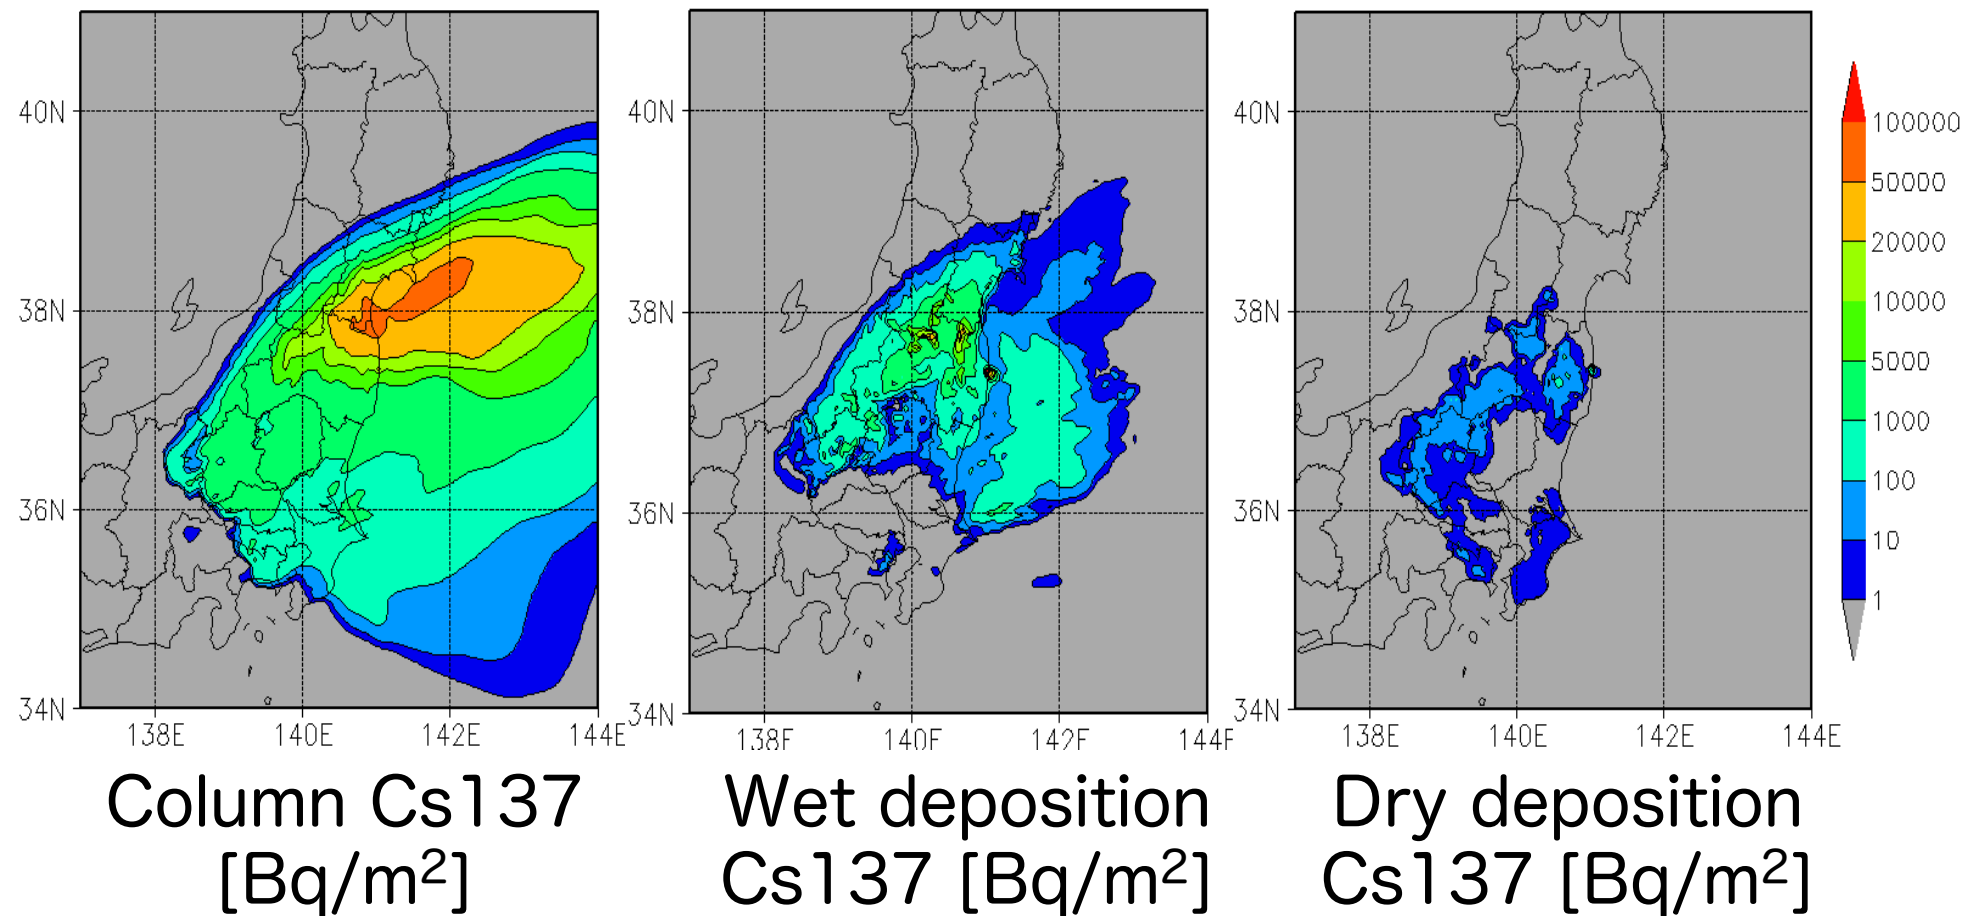 40N
38N
36N
34N
138E
140E
142E
144E
40N
38N
36N
34N
138E
140E
142E
144E
40N
38N
36N
34N
138E
140E
142E
144E
100000
50000
20000
10000
5000
1000
100
10
1
Column Cs137
[Bq/m²]
Wet deposition
Cs137 [Bq/m²]
Dry deposition
Cs137 [Bq/m²]